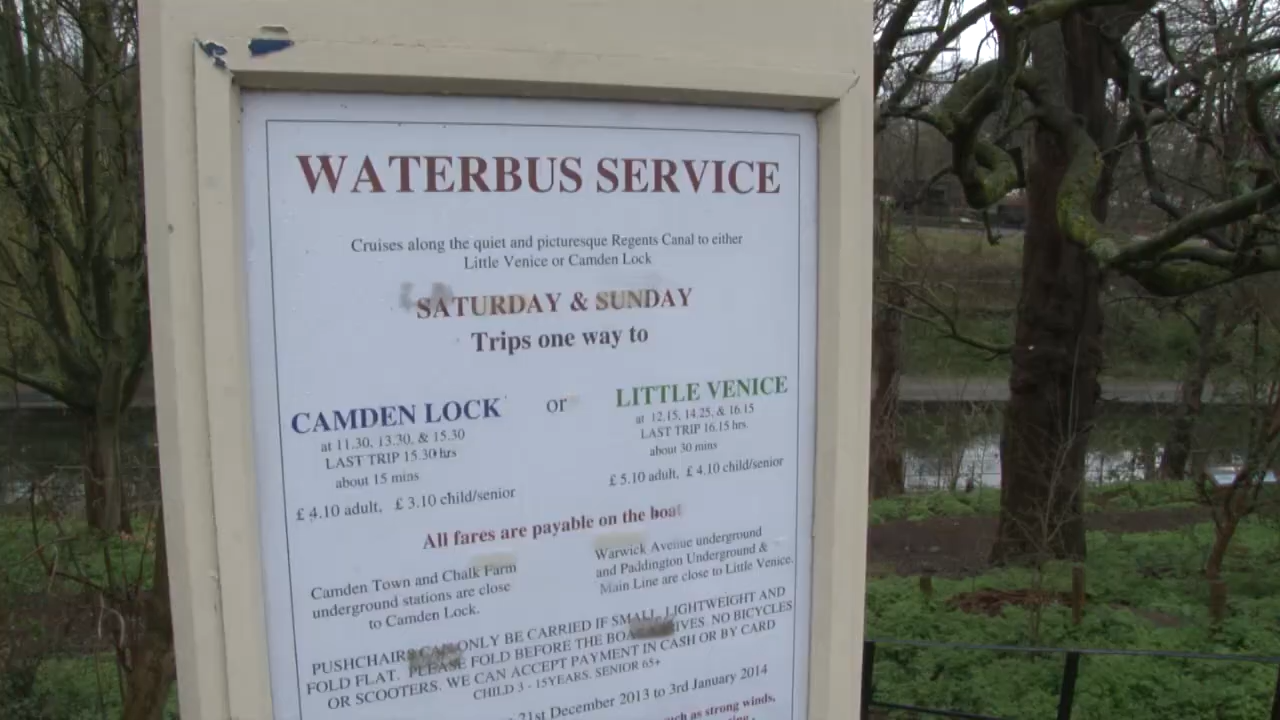 WATERBUS SERVICE
Cruises along the quiet and picturesque Regents Canal to either
Little Venice or Camden Lock
SATURDAY & SUNDAY
Trips one way to
CAMDEN LOCK
at 11.30, 13.30, & 15.30
LAST TRIP 15.30 hrs
about 15 mins
£ 4.10 adult, £ 3.10 child/senior
or
LITTLE VENICE
at 12.15, 14.25, & 16.15
LAST TRIP 16.15 hrs
about 30 mins
£ 5.10 adult, £ 4.10 child/senior
All fares are payable on the boat
Camden Town and Chalk Farm
underground stations are close
to Camden Lock.
Warwick Avenue underground
and Paddington Underground &
Main Line are close to Little Venice.
PUSHCHAIRS CAN ONLY BE CARRIED IF SMALL, LIGHTWEIGHT AND
FOLD FLAT. PLEASE FOLD BEFORE THE BOAT ARRIVES. NO BICYCLES
OR SCOOTERS. WE CAN ACCEPT PAYMENT IN CASH OR BY CARD
CHILD 3 - 15YEARS. SENIOR 65+
21st December 2013 to 3rd January 2014
such as strong winds,